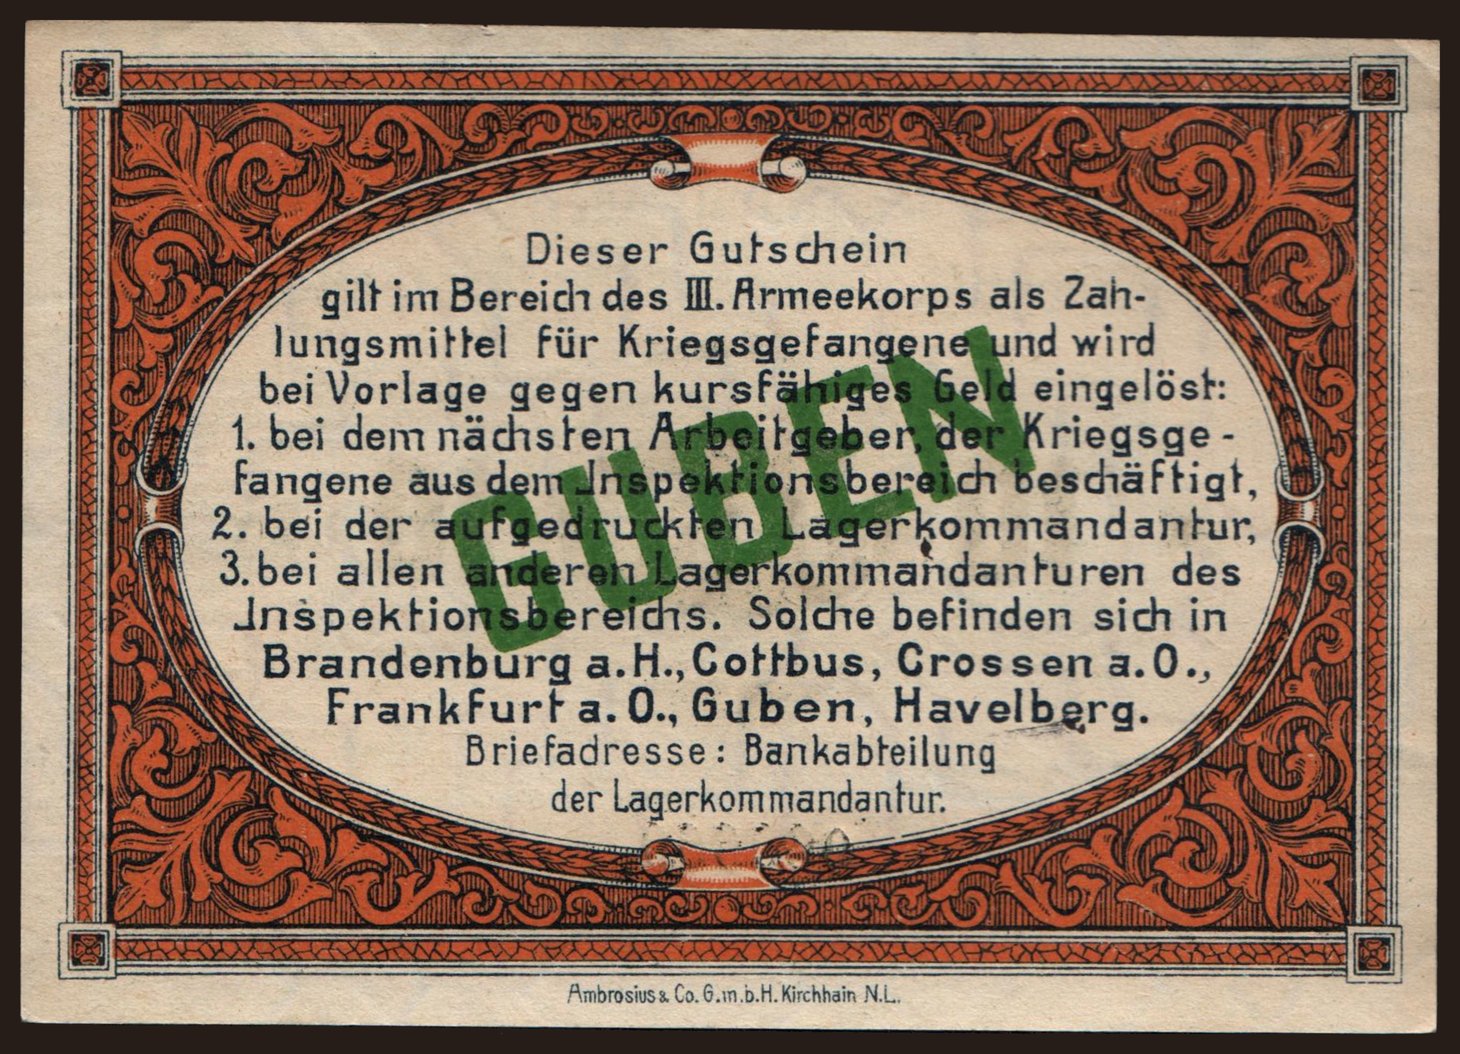 Dieser Gutschein
gilt im Bereich des III. Armeekorps als Zah-
lungsmittel für Kriegsgefangene und wird
bei Vorlage gegen kursfähiges Geld eingelöst:
1. bei dem nächsten Arbeitgeber, der Kriegsge-
fangene aus dem Inspektionsbereich beschäftigt,
2. bei der aufgedruckten Lagerkommandantur,
3. bei allen anderen Lagerkommandanturen des
Inspektionsbereichs. Solche befinden sich in
Brandenburg a. H., Cottbus, Crossen a. O.,
Frankfurt a. O., Guben, Havelberg.
Briefadresse: Bankabteilung
der Lagerkommandantur.
GUBEN
Ambrosius & Co. G.m.b.H. Kirchhain N.L.